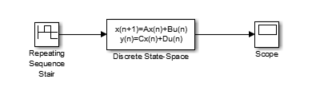 x(n+1)=Ax(n)+Bu(n)
y(n)=Cx(n)+Du(n)
Repeating
Sequence
Stair
Discrete State-Space
Scope